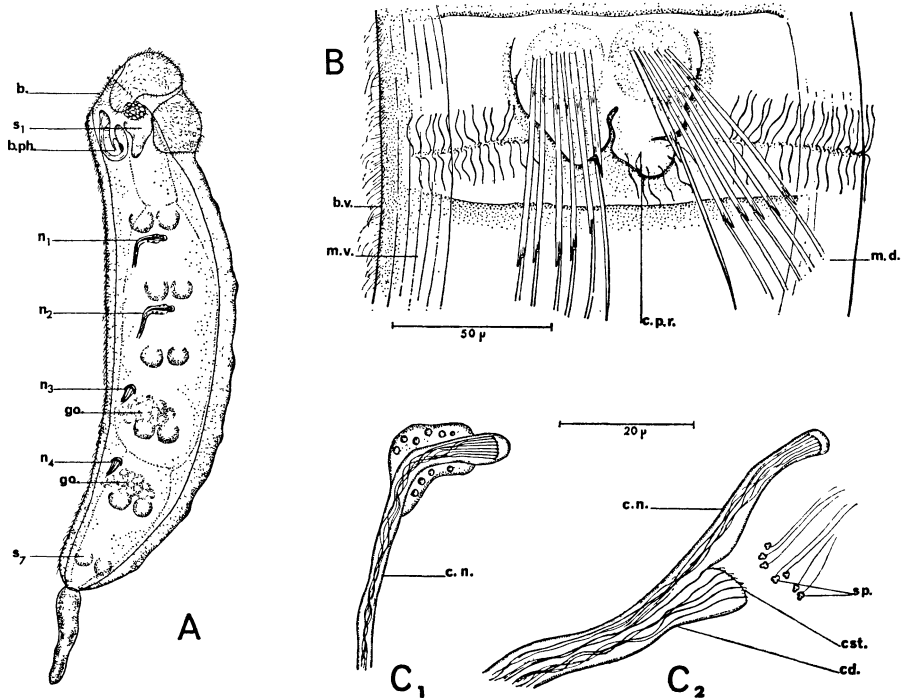 b.
s1
b.ph.
n1
n2
n3
go.
n4
go.
s7
A
B
b.v.
m.v.
m.d.
c.p.r.
50 µ
20 µ
c.n.
C1
c.n.
sp.
cst.
cd.
C2